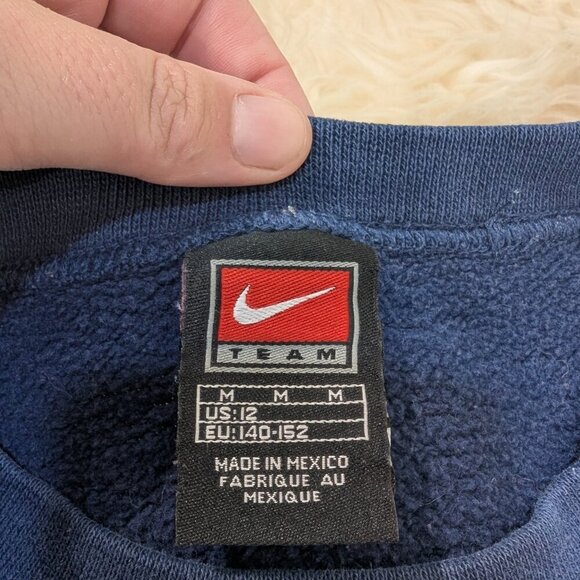 TEAM
M M M
US:12
EU:140-152
MADE IN MEXICO
FABRIQUE AU
MEXIQUE